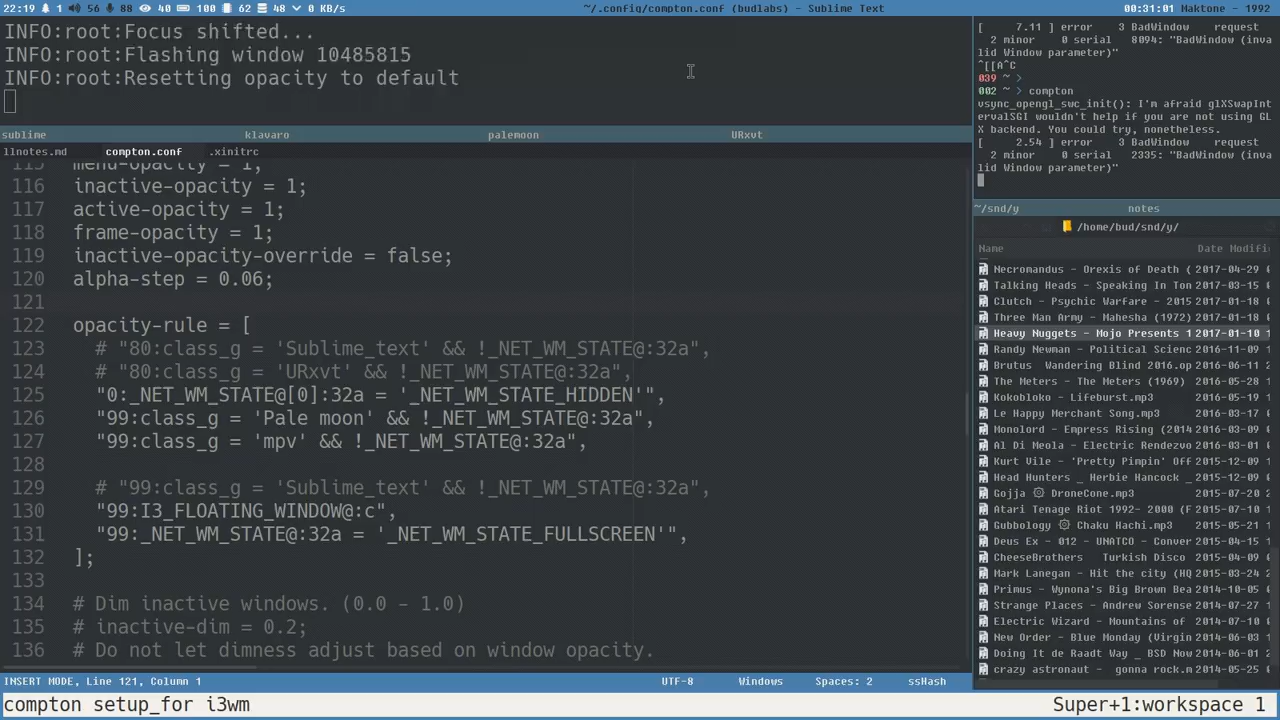 22:19 1 56 88 40 100 62 48 0 KB/s
~/.config/compton.conf (budlabs) - Sublime Text
00:31:01 Maktone - 1992
INFO:root:Focus shifted...
INFO:root:Flashing window 10485815
INFO:root:Resetting opacity to default
sublime klavaro palemoon URxvt
llnotes.md compton.conf .xinitrc
115 menu-opacity = 1;
116 inactive-opacity = 1;
117 active-opacity = 1;
118 frame-opacity = 1;
119 inactive-opacity-override = false;
120 alpha-step = 0.06;
121
122 opacity-rule = [
123 # "80:class_g = 'Sublime_text' && !_NET_WM_STATE@:32a",
124 # "80:class_g = 'URxvt' && !_NET_WM_STATE@:32a",
125 "0:_NET_WM_STATE@[0]:32a = '_NET_WM_STATE_HIDDEN'",
126 "99:class_g = 'Pale moon' && !_NET_WM_STATE@:32a",
127 "99:class_g = 'mpv' && !_NET_WM_STATE@:32a",
128
129 # "99:class_g = 'Sublime_text' && !_NET_WM_STATE@:32a",
130 "99:I3_FLOATING_WINDOW@:c",
131 "99:_NET_WM_STATE@:32a = '_NET_WM_STATE_FULLSCREEN'",
132 ];
133
134 # Dim inactive windows. (0.0 - 1.0)
135 # inactive-dim = 0.2;
136 # Do not let dimness adjust based on window opacity.
INSERT MODE, Line 121, Column 1 UTF-8 Windows Spaces: 2 ssHash
[ 7.11 ] error 3 BadWindow request
2 minor 0 serial 8094: "BadWindow (inva
lid Window parameter)"
^[[A^C
039 ~ >
002 ~ > compton
vsync_opengl_swc_init(): I'm afraid glXSwapInt
ervalSGI wouldn't help if you are not using GL
X backend. You could try, nonetheless.
[ 2.54 ] error 3 BadWindow request
2 minor 0 serial 2335: "BadWindow (inva
lid Window parameter)"
~/snd/y notes
/home/bud/snd/y/
Name Date Modifi
Necromandus - Orexis of Death ( 2017-04-29
Talking Heads - Speaking In Ton 2017-03-15
Clutch - Psychic Warfare - 2015 2017-01-18
Three Man Army - Mahesha (1972) 2017-01-18
Heavy Nuggets - Mojo Presents 1 2017-01-10
Randy Newman - Political Scienc 2016-11-09
Brutus Wandering Blind 2016.op 2016-06-11
The Meters - The Meters (1969) 2016-05-28
Kokobloko - Lifeburst.mp3 2016-05-19
Le Happy Merchant Song.mp3 2016-03-17
Monolord - Empress Rising (2014 2016-03-09
Al Di Meola - Electric Rendezvo 2016-03-01
Kurt Vile - 'Pretty Pimpin' Off 2015-12-09
Head Hunters _ Herbie Hancock _ 2015-12-09
Gojja DroneCone.mp3 2015-07-20
Atari Tenage Riot 1992- 2000 (F 2015-07-10
Gubbology Chaku Hachi.mp3 2015-05-21
Deus Ex - 012 - UNATCO - Conver 2015-04-15
CheeseBrothers Turkish Disco 2015-04-09
Mark Lanegan - Hit the city (HQ 2015-03-24
Primus - Wynona's Big Brown Bea 2014-10-05
Strange Places - Andrew Sorense 2014-07-27
Electric Wizard - Mountains of 2014-07-10
New Order - Blue Monday (Virgin 2014-06-03
Doing It de Raadt Way _ BSD Now 2014-06-01
crazy astronaut - gonna rock.m 2014-05-25
compton setup_for i3wm Super+1:workspace 1